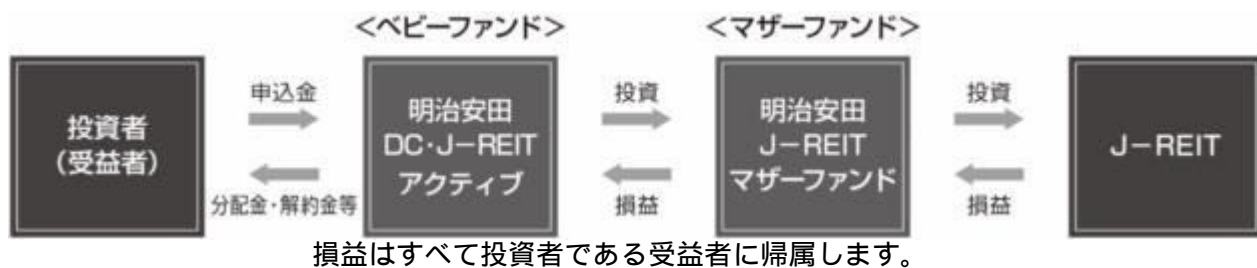 <ベビーファンド>
<マザーファンド>
投資者
（受益者）
申込金
分配金・解約金等
明治安田
DC・J－REIT
アクティブ
投資
損益
明治安田
J－REIT
マザーファンド
投資
損益
J－REIT
損益はすべて投資者である受益者に帰属します。